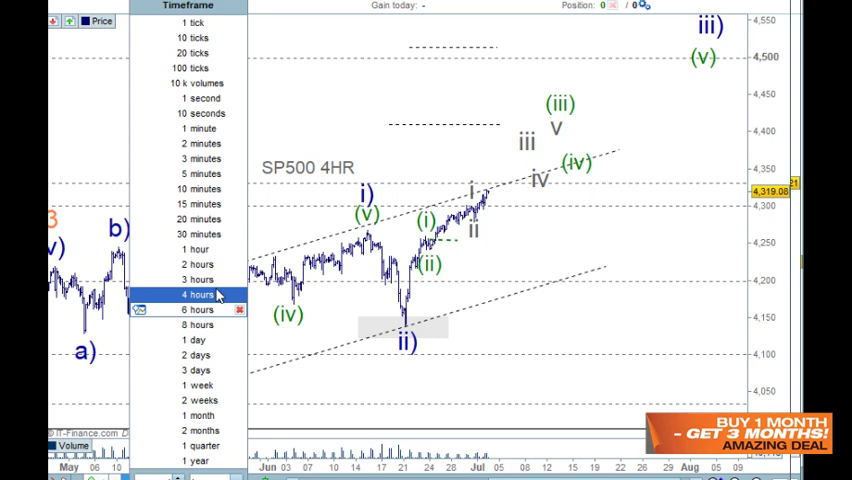 Timeframe
Gain today: -
Position: 0 / 0
Price
1 tick
10 ticks
20 ticks
100 ticks
10 k volumes
1 second
10 seconds
1 minute
2 minutes
3 minutes
5 minutes
10 minutes
15 minutes
20 minutes
30 minutes
1 hour
2 hours
3 hours
4 hours
6 hours
8 hours
1 day
2 days
3 days
1 week
2 weeks
1 month
2 months
1 quarter
1 year
SP500 4HR
3
v)
b)
a)
(iv)
i)
(v)
(i)
(ii)
ii)
i
ii
iii
iv
v
(iii)
(iv)
iii)
(v)
4,550
4,500
4,450
4,400
4,350
4,319.08
21
4,300
4,250
4,200
4,150
4,100
4,050
BUY 1 MONTH
- GET 3 MONTHS!
AMAZING DEAL
© IT-Finance.com
Volume
May 06 10
Jun 03 07 10 14 16 21 24 28 Jul 05 07 12 15 22 26 29 Aug 05 09